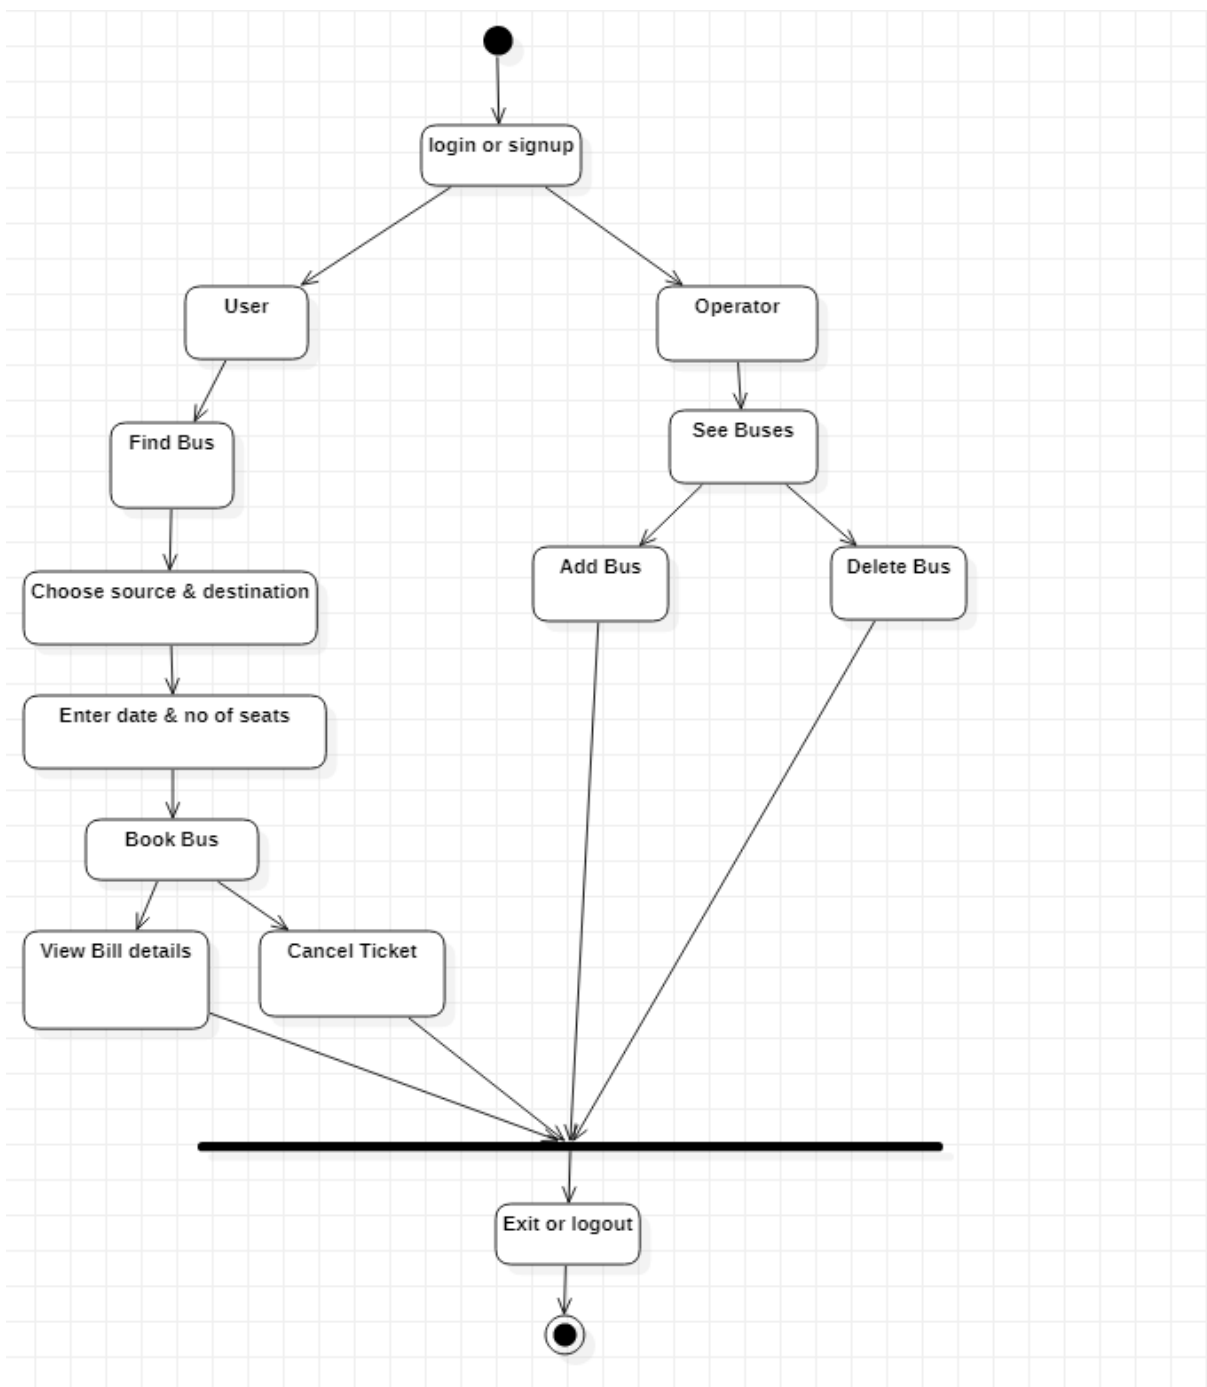 login or signup
User
Operator
Find Bus
See Buses
Choose source & destination
Add Bus
Delete Bus
Enter date & no of seats
Book Bus
View Bill details
Cancel Ticket
Exit or logout